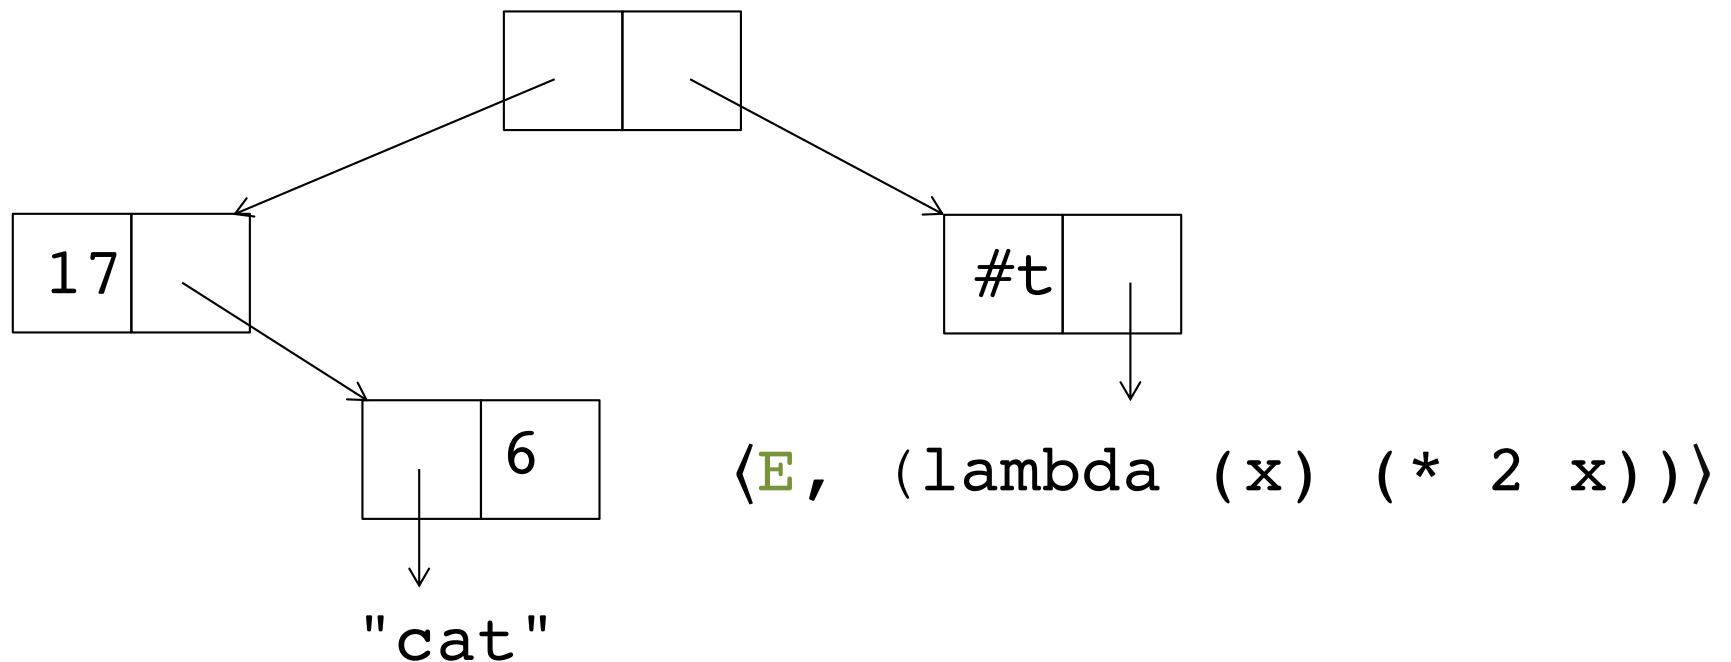 17
#t
6
⟨E, (lambda (x) (* 2 x))⟩
"cat"